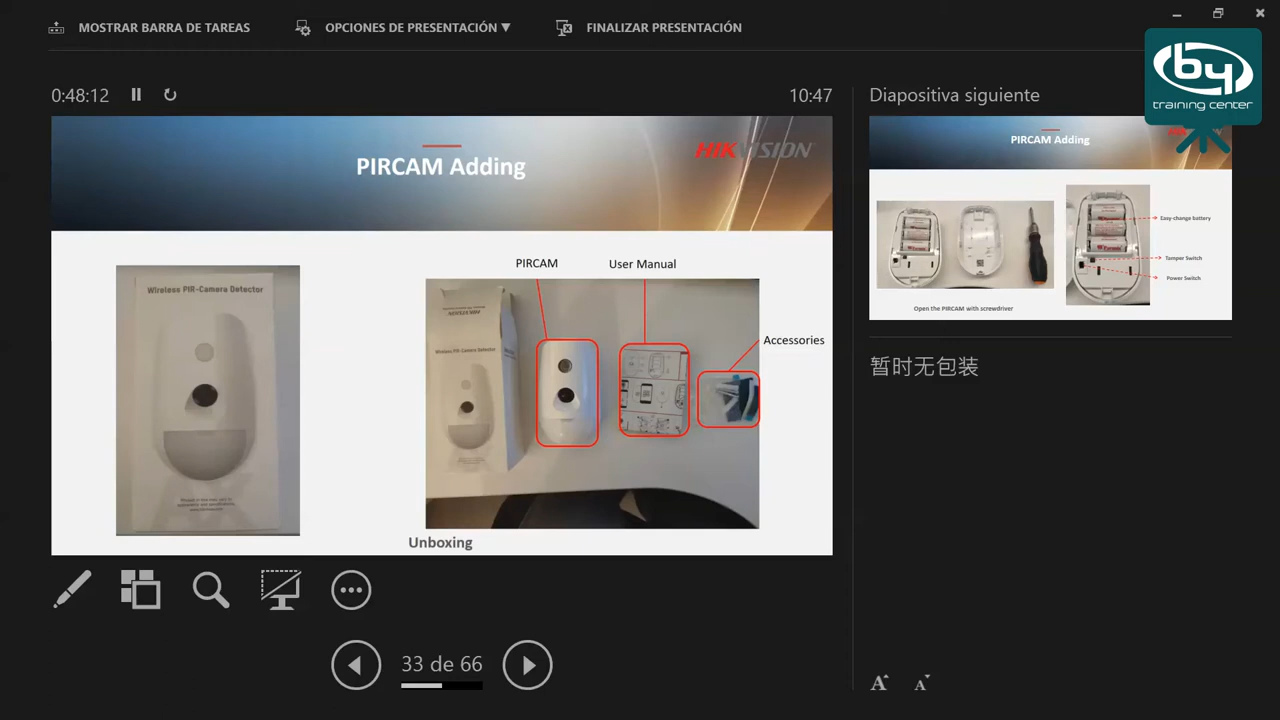 MOSTRAR BARRA DE TAREAS
OPCIONES DE PRESENTACIÓN ▼
FINALIZAR PRESENTACIÓN
by
training center
0:48:12
10:47
Diapositiva siguiente
PIRCAM Adding
HIKVISION
Wireless PIR-Camera Detector
PIRCAM
User Manual
Accessories
Wireless PIR-Camera Detector
Unboxing
PIRCAM Adding
Easy-change battery
Tamper Switch
Power Switch
Open the PIRCAM with screwdriver
暂时无包装
33 de 66
A
A